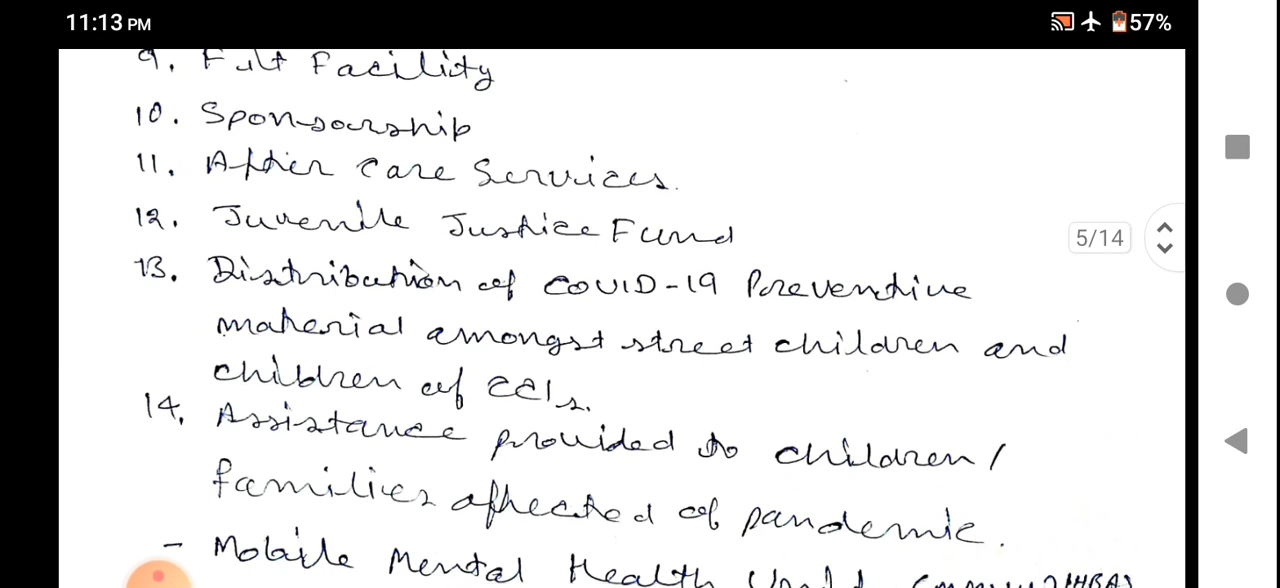 11:13 PM
57%
9. Fult Facility
10. Sponsorship
11. After Care Services.
12. Juvenile Justice Fund
5/14
13. Distribution of COVID-19 Preventive
material amongst street children and
children of CCIs.
14. Assistance provided to children/
families affected of pandemic.
- Mobile Mental Health Unit